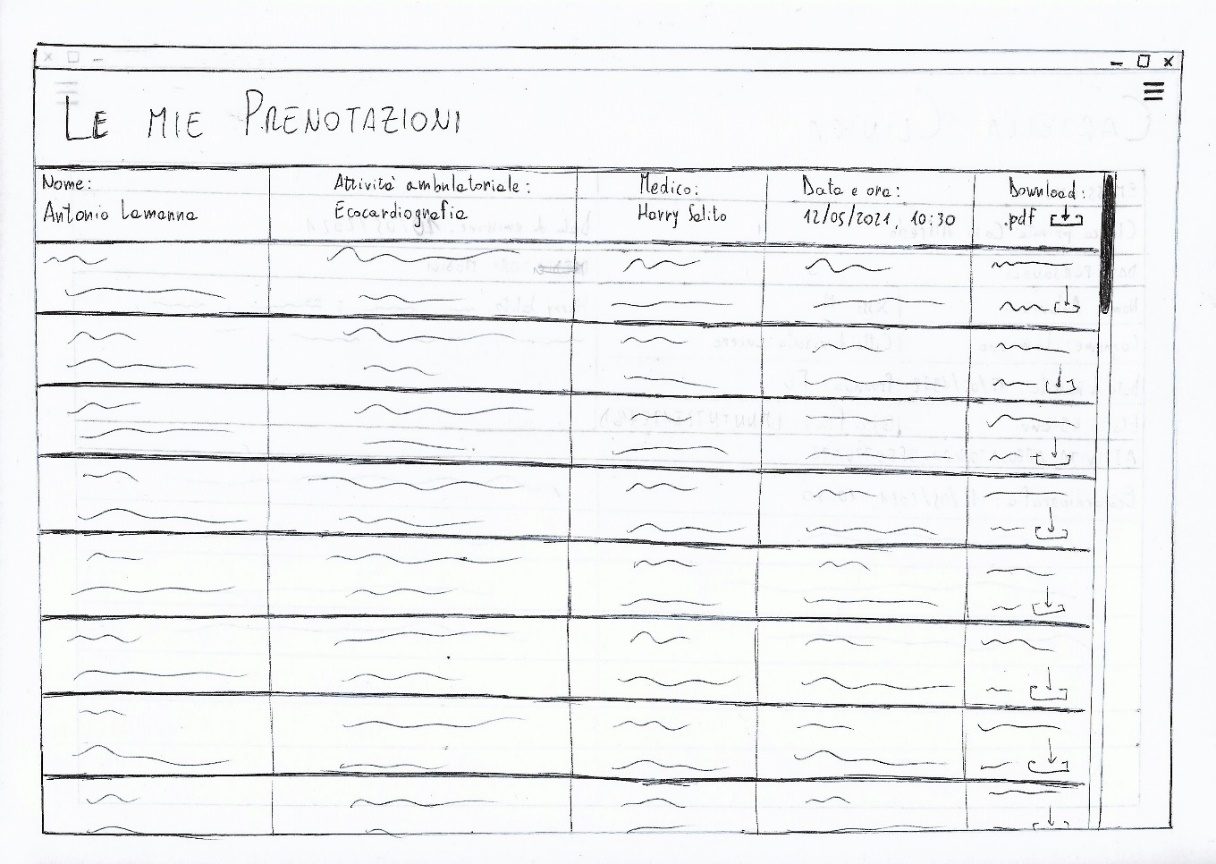 Le mie Prenotazioni
Nome:
Antonio Lamanna
Attività ambulatoriale:
Ecocardiografia
Medico:
Harry Salito
Data e ora:
12/05/2021 10:30
Download:
.pdf